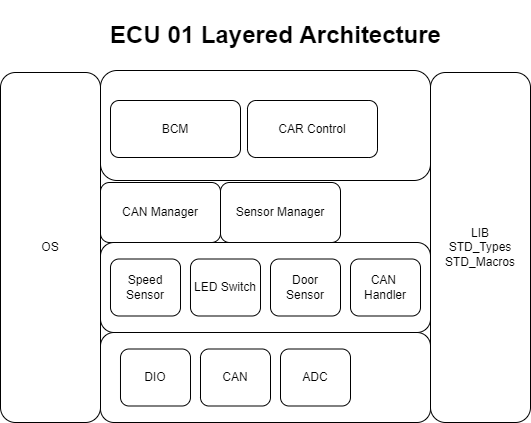 ECU 01 Layered Architecture
BCM
CAR Control
CAN Manager
Sensor Manager
OS
LIB
STD_Types
STD_Macros
Speed
Sensor
LED Switch
Door
Sensor
CAN
Handler
DIO
CAN
ADC